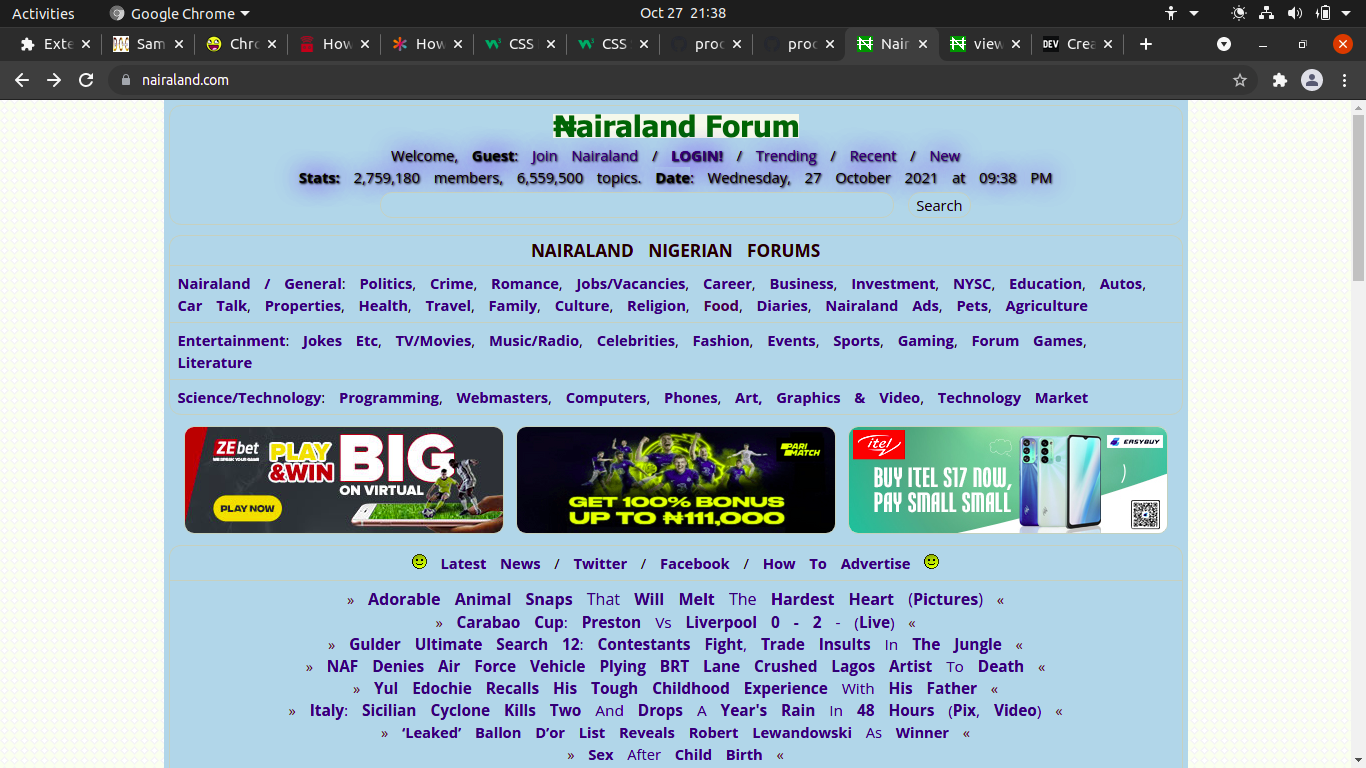 Activities Google Chrome Oct 27 21:38
Exte Sam Chro How How CSS CSS proc proc Nair view DEV Crea
nairaland.com
₦airaland Forum
Welcome, Guest: Join Nairaland / LOGIN! / Trending / Recent / New
Stats: 2,759,180 members, 6,559,500 topics. Date: Wednesday, 27 October 2021 at 09:38 PM
Search
NAIRALAND NIGERIAN FORUMS
Nairaland / General: Politics, Crime, Romance, Jobs/Vacancies, Career, Business, Investment, NYSC, Education, Autos,
Car Talk, Properties, Health, Travel, Family, Culture, Religion, Food, Diaries, Nairaland Ads, Pets, Agriculture
Entertainment: Jokes Etc, TV/Movies, Music/Radio, Celebrities, Fashion, Events, Sports, Gaming, Forum Games,
Literature
Science/Technology: Programming, Webmasters, Computers, Phones, Art, Graphics & Video, Technology Market
ZEbet
WE SPEAK YOUR GAME
PLAY
&WIN
BIG
ON VIRTUAL
PLAY NOW
PARI
MATCH
GET 100% BONUS
UP TO ₦111,000
itel
EASYBUY
BUY ITEL S17 NOW,
PAY SMALL SMALL
Latest News / Twitter / Facebook / How To Advertise
» Adorable Animal Snaps That Will Melt The Hardest Heart (Pictures) «
» Carabao Cup: Preston Vs Liverpool 0 - 2 - (Live) «
» Gulder Ultimate Search 12: Contestants Fight, Trade Insults In The Jungle «
» NAF Denies Air Force Vehicle Plying BRT Lane Crushed Lagos Artist To Death «
» Yul Edochie Recalls His Tough Childhood Experience With His Father «
» Italy: Sicilian Cyclone Kills Two And Drops A Year's Rain In 48 Hours (Pix, Video) «
» ‘Leaked’ Ballon D’or List Reveals Robert Lewandowski As Winner «
» Sex After Child Birth «